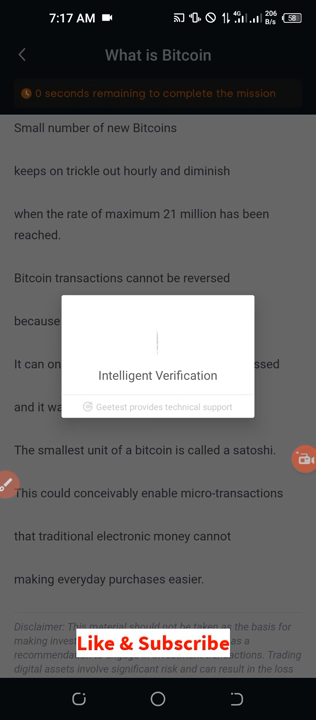 7:17 AM
4G
206
B/s
58
What is Bitcoin
0 seconds remaining to complete the mission
Small number of new Bitcoins
keeps on trickle out hourly and diminish
when the rate of maximum 21 million has been
reached.
Bitcoin transactions cannot be reversed
because
It can on
ssed
and it wa
Intelligent Verification
Geetest provides technical support
The smallest unit of a bitcoin is called a satoshi.
This could conceivably enable micro-transactions
that traditional electronic money cannot
making everyday purchases easier.
Disclaimer: This material should not be taken as the basis for
making inves
as a
recommenda
actions. Trading
digital assets involve significant risk and can result in the loss
Like & Subscribe